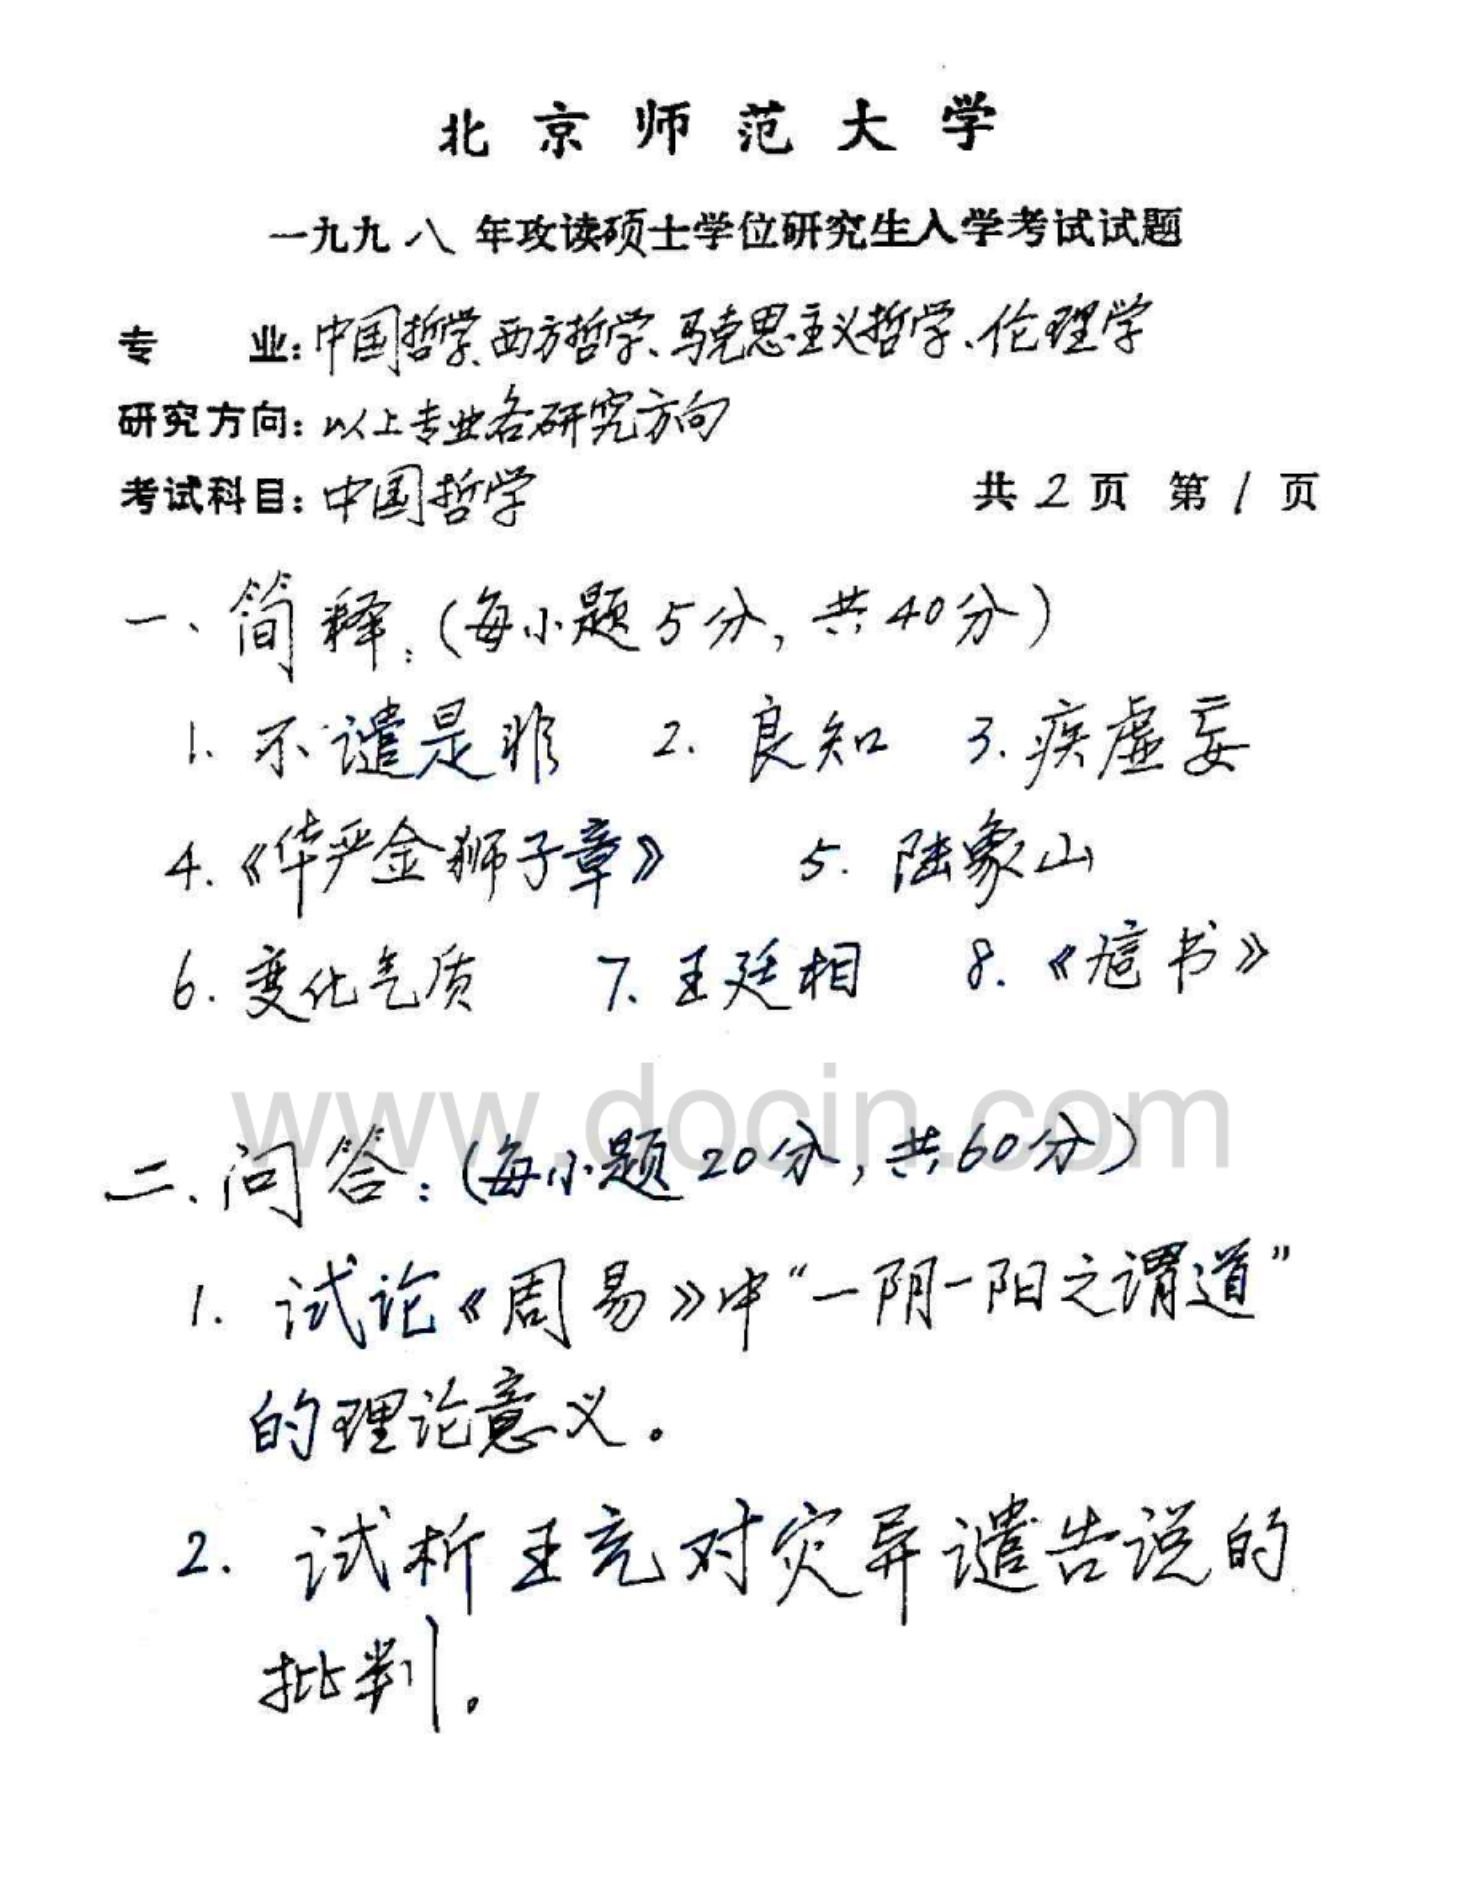 北京师范大学
一九九八年攻读硕士学位研究生入学考试试题
专 业：中国哲学、西方哲学、马克思主义哲学、伦理学
研究方向：以上专业各研究方向
考试科目：中国哲学 共2页 第1页
一、简释：(每小题5分，共40分)
1. 不谴是非 2. 良知 3. 疾虚妄
4.《华严金狮子章》 5. 陆象山
6. 变化气质 7. 王廷相 8.《訄书》
www.docin.com
二、问答：(每小题20分，共60分)
1. 试论《周易》中“一阴一阳之谓道”
的理论意义。
2. 试析王充对灾异谴告说的
批判。